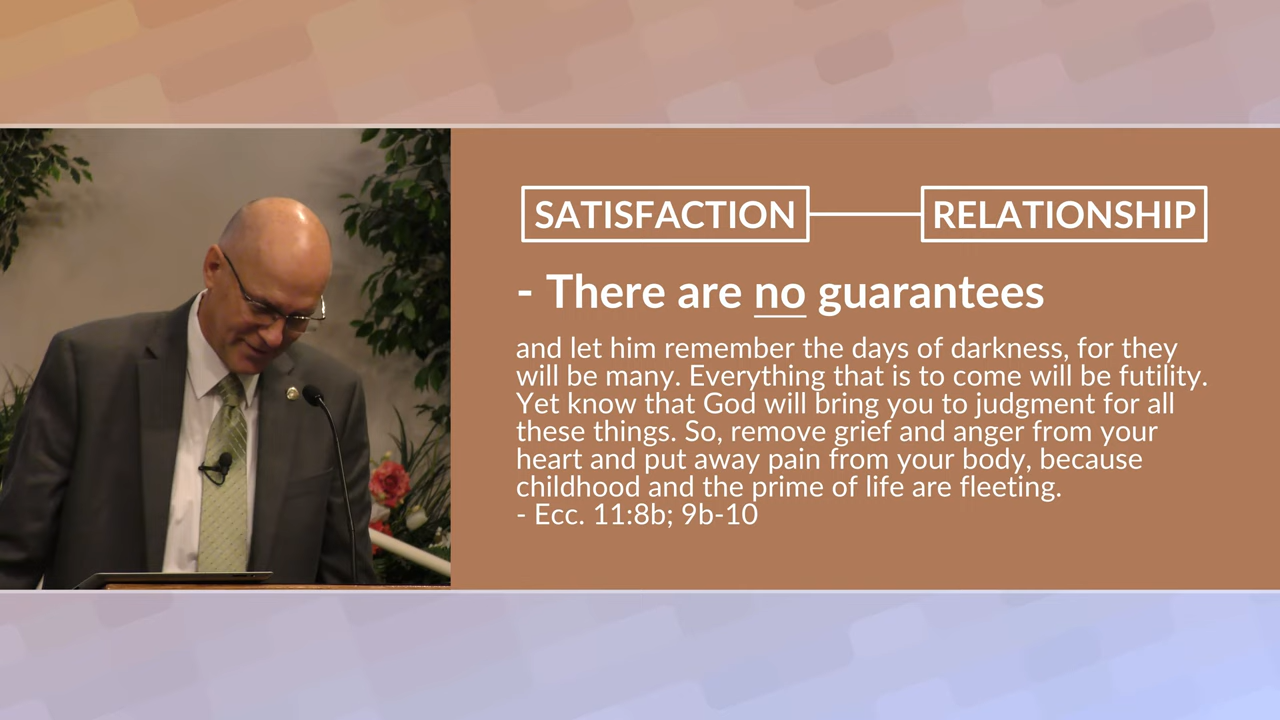 SATISFACTION RELATIONSHIP
- There are no guarantees
and let him remember the days of darkness, for they
will be many. Everything that is to come will be futility.
Yet know that God will bring you to judgment for all
these things. So, remove grief and anger from your
heart and put away pain from your body, because
childhood and the prime of life are fleeting.
- Ecc. 11:8b; 9b-10